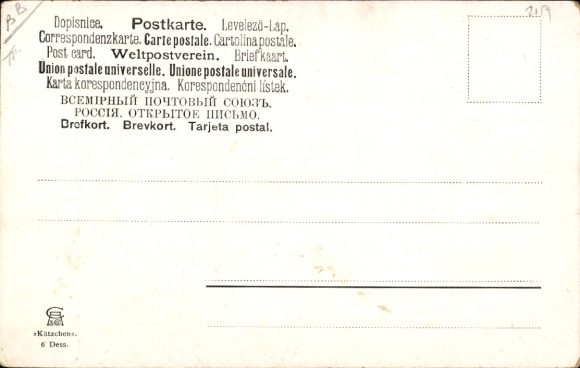 BB
Dopisnice. Postkarte. Levelező-Lap.
Correspondenzkarte. Carte postale. Cartolina postale.
Post card. Weltpostverein. Briefkaart.
Union postale universelle. Unione postale universale.
Karta korespondencyjna. Korespondenční lístek.
ВСЕМІРНЫЙ ПОЧТОВЫЙ СОЮЗЪ.
РОССІЯ. ОТКРЫТОЕ ПИСЬМО.
Brefkort. Brevkort. Tarjeta postal.
»Kätzchen«
6 Dess.